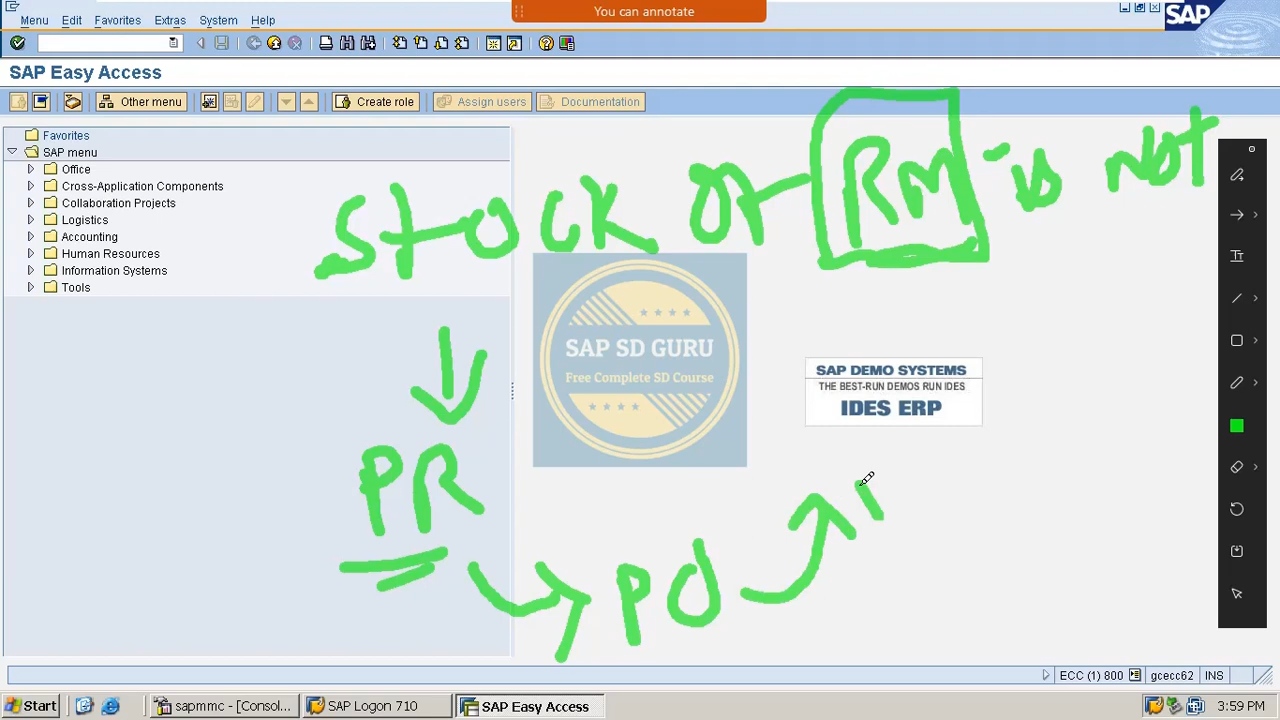 You can annotate
Menu Edit Favorites Extras System Help
SAP
SAP Easy Access
Other menu Create role Assign users Documentation
Favorites
SAP menu
Office
Cross-Application Components
Collaboration Projects
Logistics
Accounting
Human Resources
Information Systems
Tools
Stock of RM is not
SAP SD GURU
Free Complete SD Course
SAP DEMO SYSTEMS
THE BEST-RUN DEMOS RUN IDES
IDES ERP
PR
PO
Tt
ECC (1) 800 gcecc62 INS
Start sapmmc - [Consol... SAP Logon 710 SAP Easy Access 3:59 PM